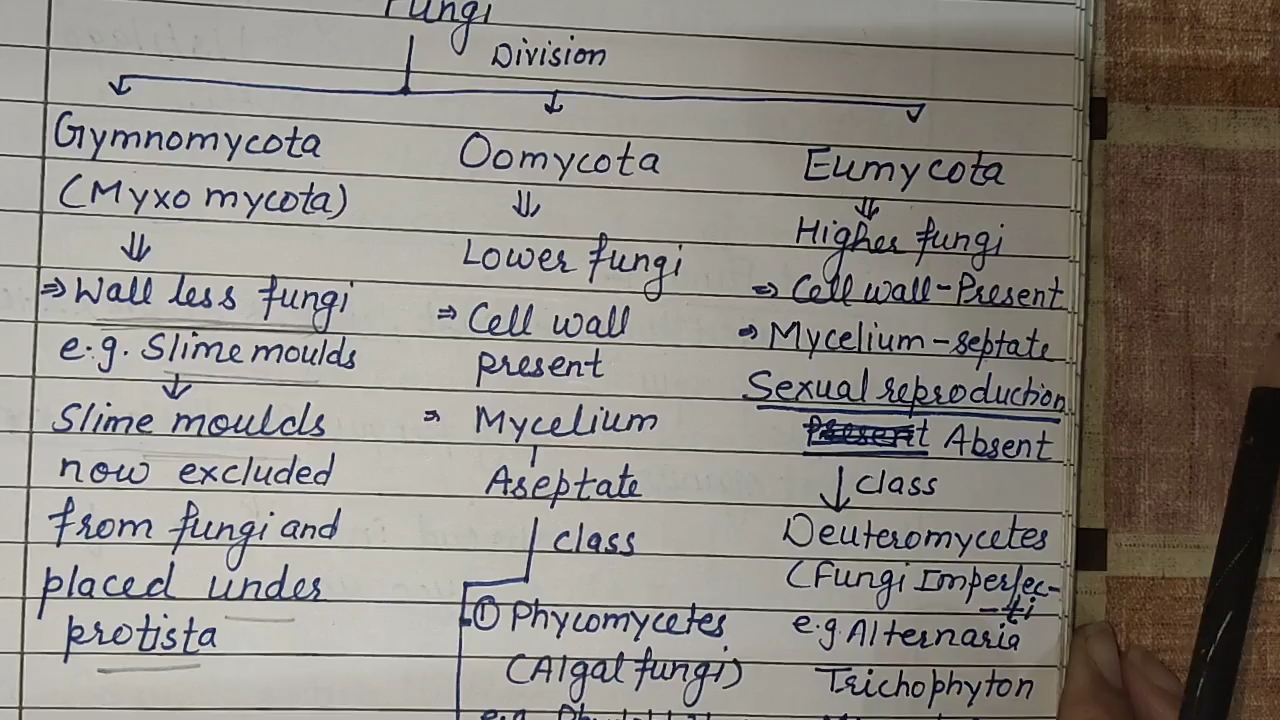 Fungi
Division
Gymnomycota
(Myxo mycota)
⇓
⇒ Wall less fungi
e.g. Slime moulds
↓
Slime moulds
now excluded
from fungi and
placed under
protista
Oomycota
⇓
Lower fungi
⇒ Cell wall
present
⇒ Mycelium
Aseptate
class
① Phycomycetes
(Algal fungi)
e.g.
Eumycota
⇓
Higher fungi
⇒ Cell wall-Present
⇒ Mycelium-septate
Sexual reproduction
Present Absent
↓ class
Deuteromycetes
(Fungi Imperfec-
-ti
e.g. Alternaria
Trichophyton